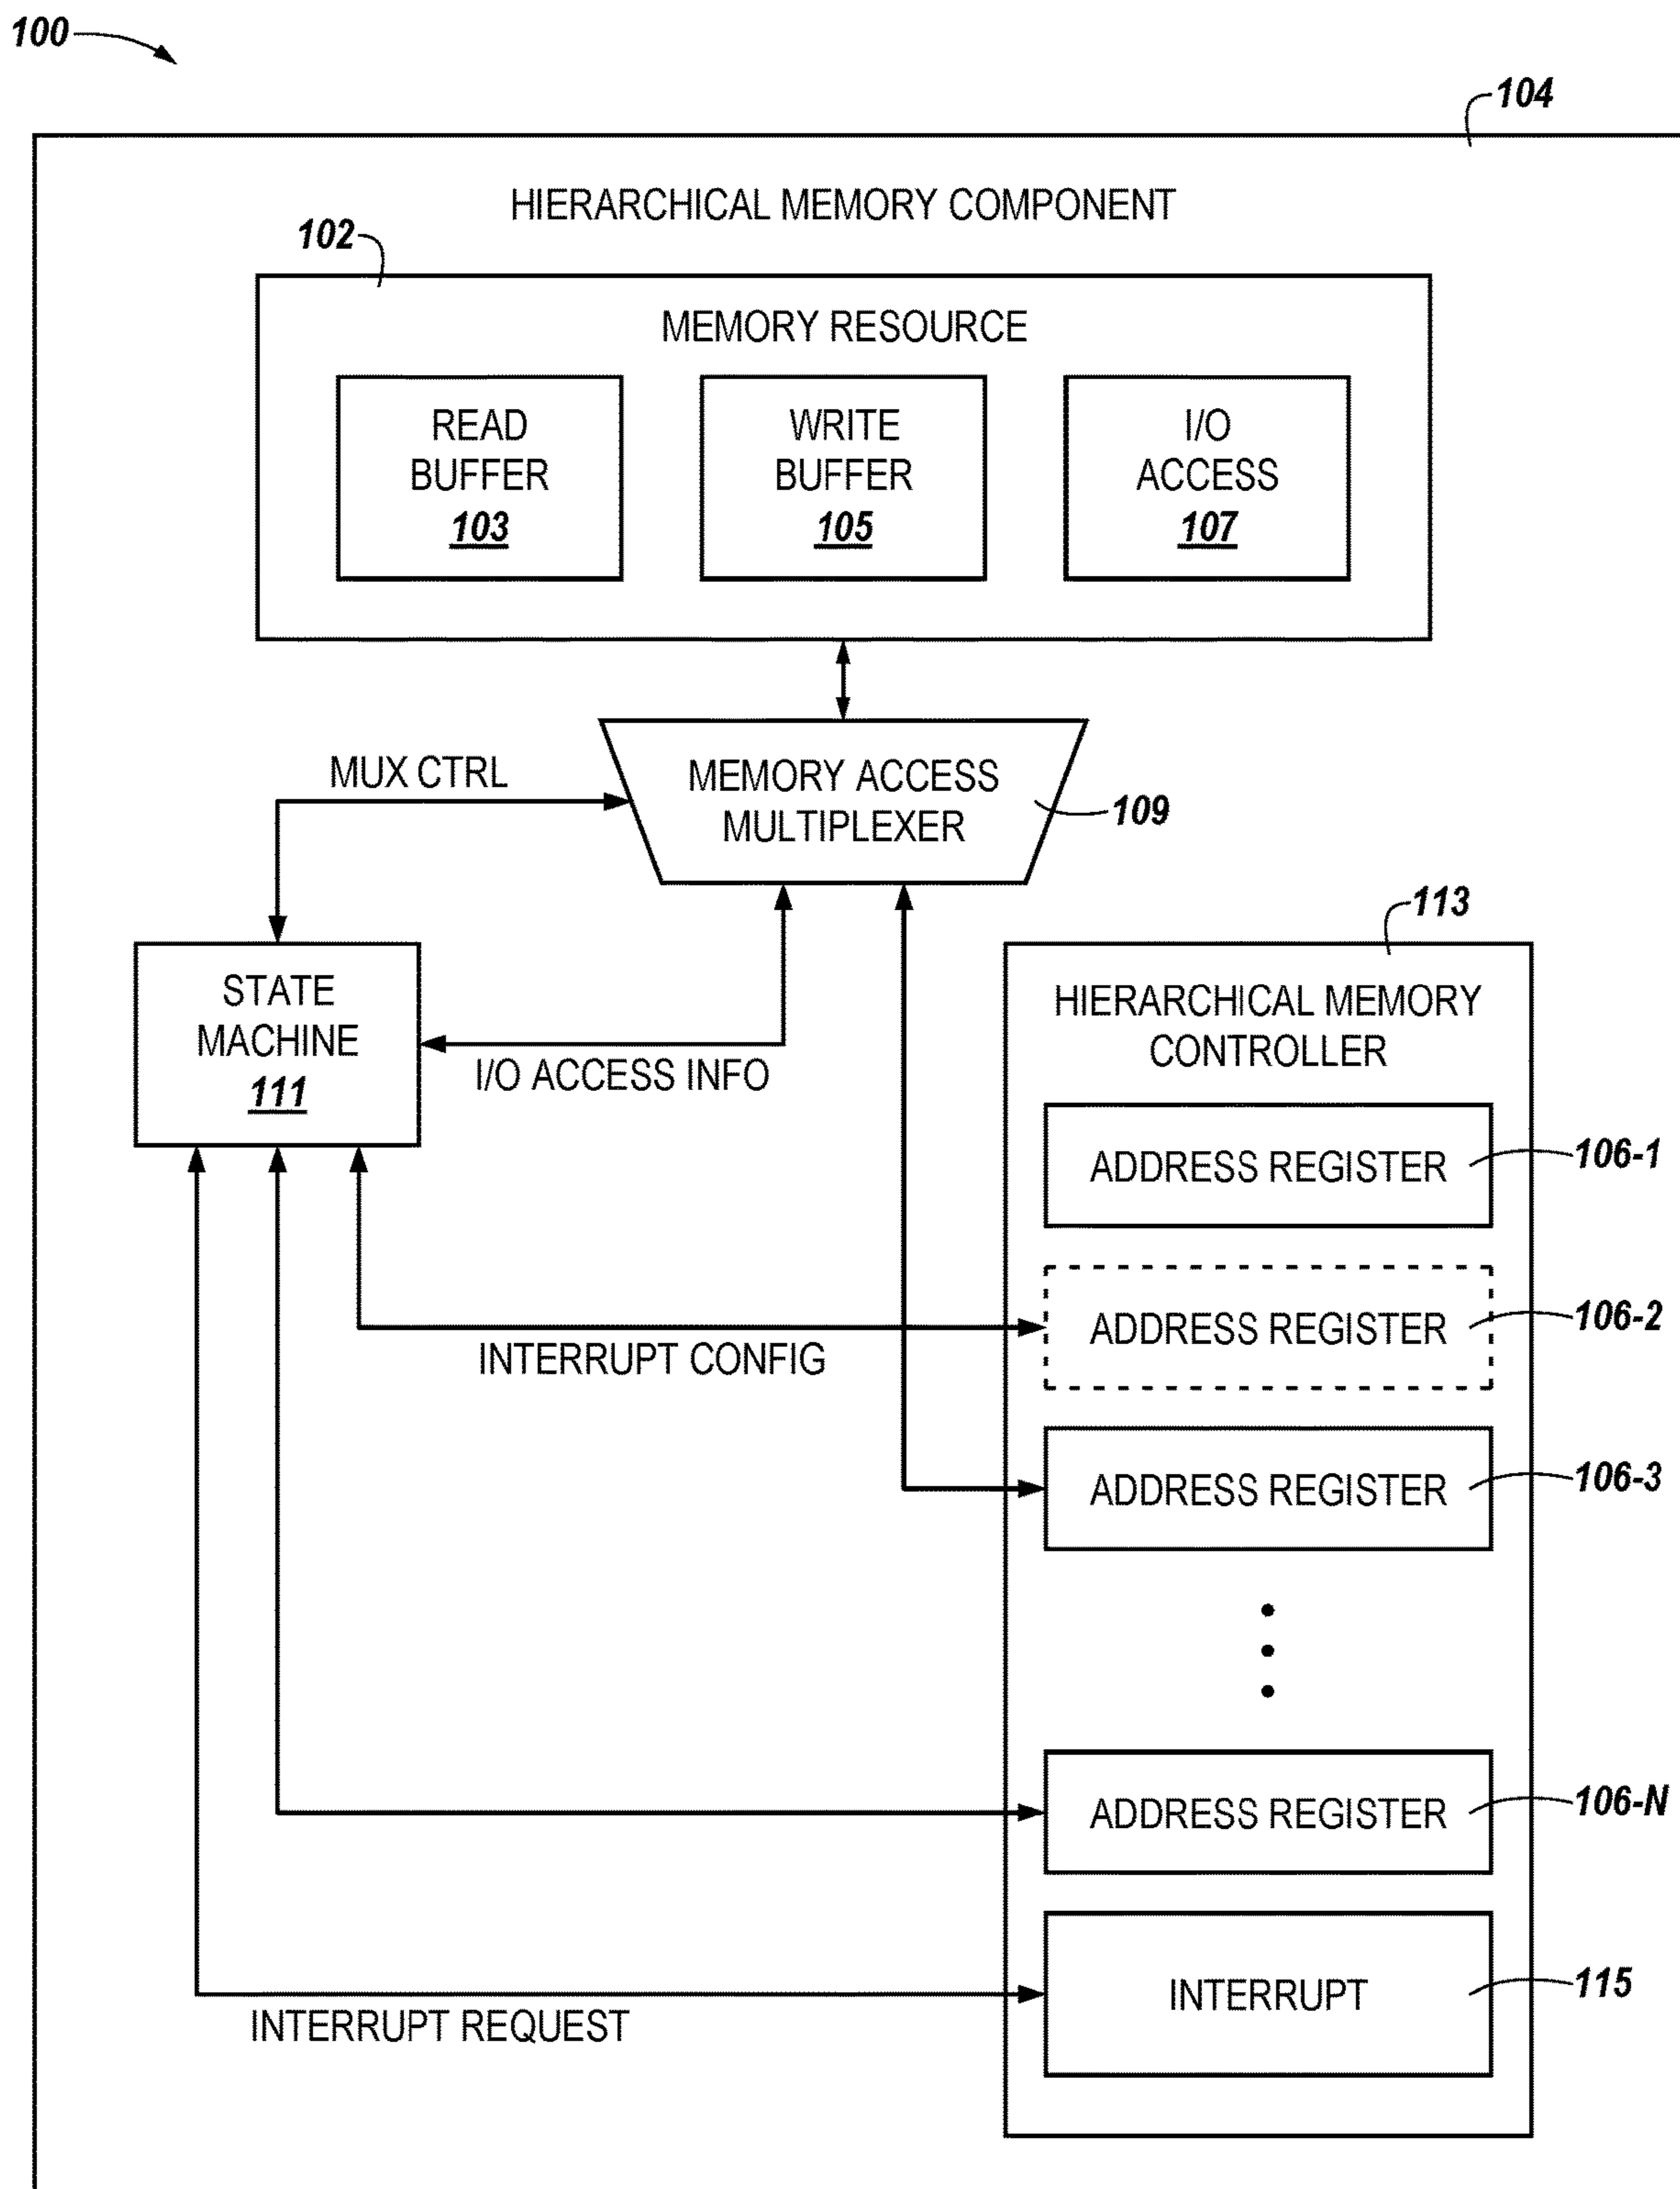 100
104
HIERARCHICAL MEMORY COMPONENT
102
MEMORY RESOURCE
READ
BUFFER
103
WRITE
BUFFER
105
I/O
ACCESS
107
MUX CTRL
MEMORY ACCESS
MULTIPLEXER
109
STATE
MACHINE
111
I/O ACCESS INFO
113
HIERARCHICAL MEMORY
CONTROLLER
ADDRESS REGISTER
106-1
ADDRESS REGISTER
106-2
INTERRUPT CONFIG
ADDRESS REGISTER
106-3
ADDRESS REGISTER
106-N
INTERRUPT
115
INTERRUPT REQUEST